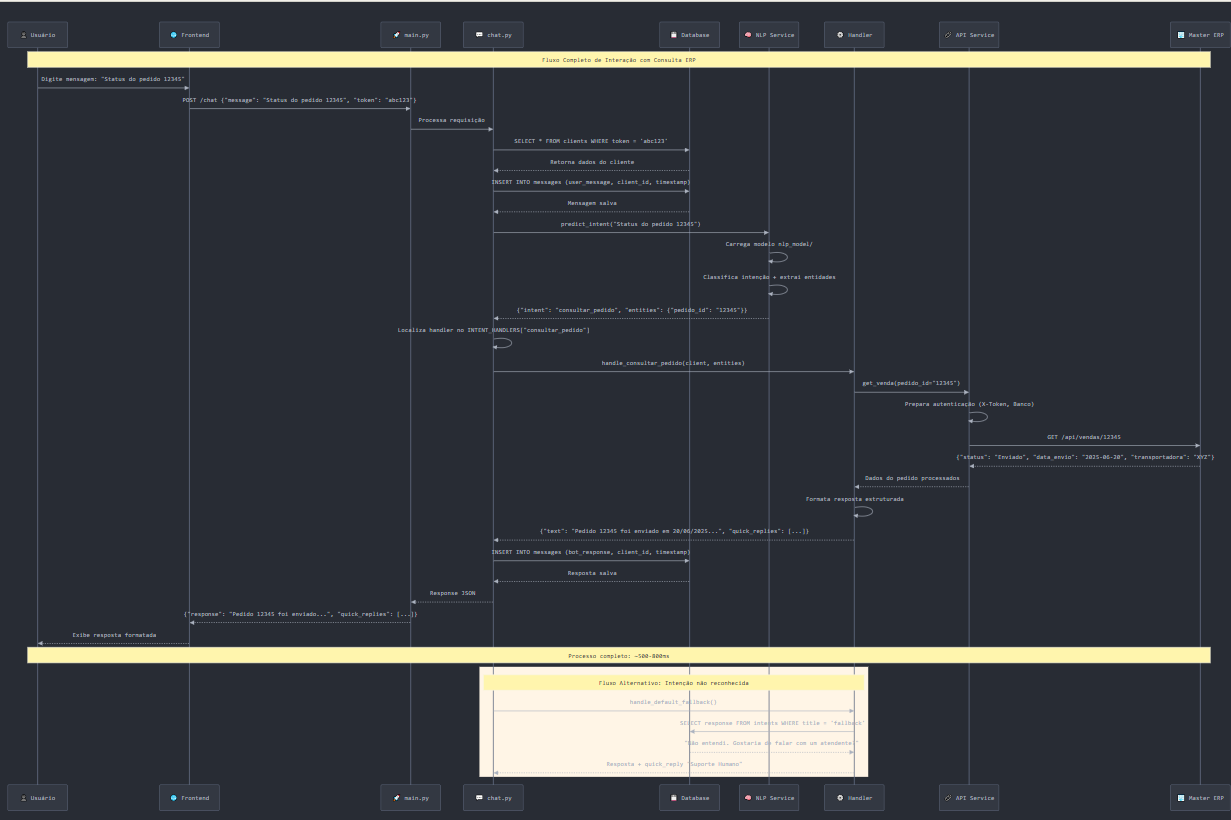 Usuário
frontend
main.py
chat.py
Database
NLP Service
Handler
API Service
Master ERP
Fluxo Completo de Interação com Consulta ERP
Digite mensagem: "Status do pedido 12345"
POST /chat {"message": "Status do pedido 12345", "token": "abc123"}
Processa requisição
SELECT * FROM clients WHERE token = 'abc123'
Retorna dados do cliente
INSERT INTO messages (user_message, client_id, timestamp)
Mensagem salva
predict_intent("Status do pedido 12345")
Carrega modelo nlp_model/
Classifica intenção + extrai entidades
{"intent": "consultar_pedido", "entities": {"pedido_id": "12345"}}
Localiza handler no INTENT_HANDLERS["consultar_pedido"]
handle_consultar_pedido(client, entities)
get_venda(pedido_id="12345")
Prepara autenticação (X-Token, Banco)
GET /api/vendas/12345
{"status": "Enviado", "data_envio": "2025-06-20", "transportadora": "XYZ"}
Dados do pedido processados
Formata resposta estruturada
{"text": "Pedido 12345 foi enviado em 20/06/2025...", "quick_replies": [...]}
INSERT INTO messages (bot_response, client_id, timestamp)
Resposta salva
Response JSON
{"response": "Pedido 12345 foi enviado...", "quick_replies": [...]}
Exibe resposta formatada
Processo completo: ~500-800ms
Fluxo Alternativo: Intenção não reconhecida
handle_default_fallback()
SELECT response FROM intents WHERE title = 'fallback'
"Não entendi. Gostaria de falar com um atendente?"
Resposta + quick_reply "Suporte Humano"
Usuário
frontend
main.py
chat.py
Database
NLP Service
Handler
API Service
Master ERP